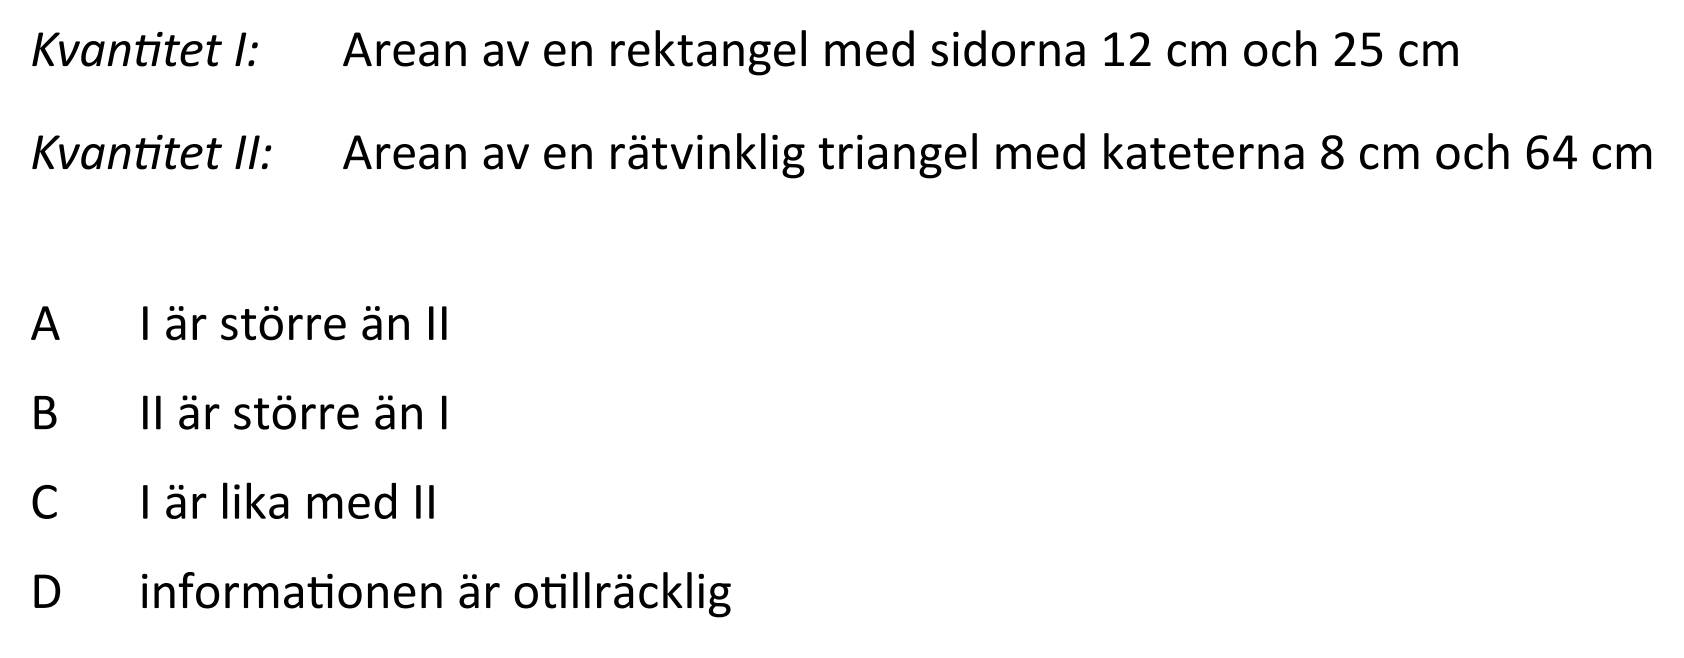 Kvantitet I: Arean av en rektangel med sidorna 12 cm och 25 cm
Kvantitet II: Arean av en rätvinklig triangel med kateterna 8 cm och 64 cm
A I är större än II
B II är större än I
C I är lika med II
D informationen är otillräcklig